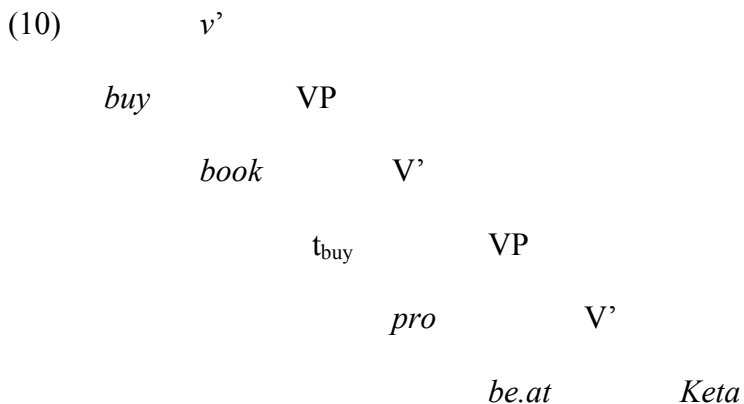 (10) v’
buy VP
book V’
t_buy VP
pro V’
be.at Keta